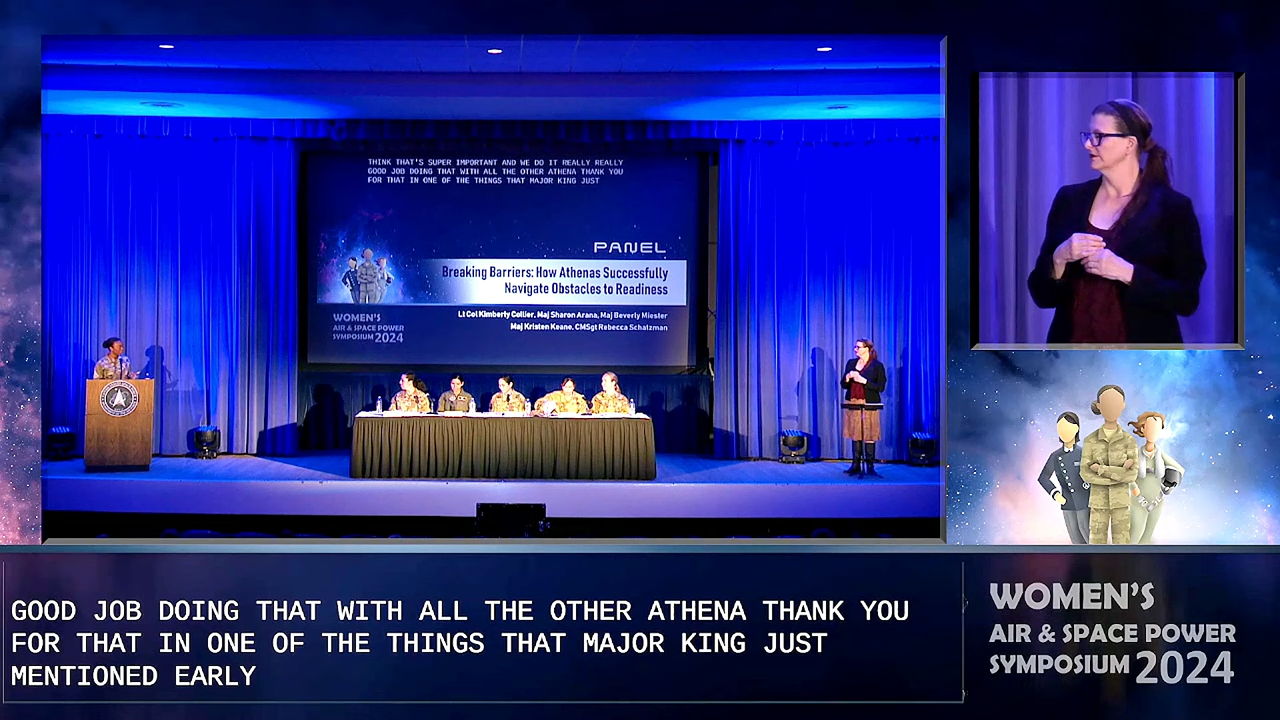 THINK THAT'S SUPER IMPORTANT AND WE DO IT REALLY REALLY
GOOD JOB DOING THAT WITH ALL THE OTHER ATHENA THANK YOU
FOR THAT IN ONE OF THE THINGS THAT MAJOR KING JUST
PANEL
Breaking Barriers: How Athenas Successfully
Navigate Obstacles to Readiness
Lt Col Kimberly Collier, Maj Sharon Arana, Maj Beverly Miester
Maj Kristen Keane, CMSgt Rebecca Schatzman
WOMEN'S
AIR & SPACE POWER
SYMPOSIUM 2024
GOOD JOB DOING THAT WITH ALL THE OTHER ATHENA THANK YOU
FOR THAT IN ONE OF THE THINGS THAT MAJOR KING JUST
MENTIONED EARLY
WOMEN'S
AIR & SPACE POWER
SYMPOSIUM 2024